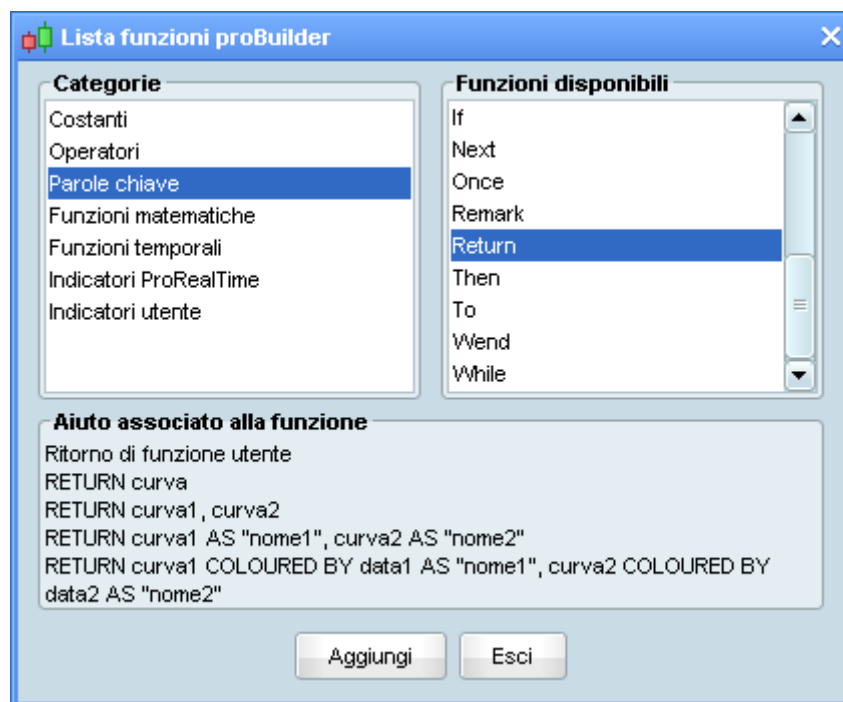 Lista funzioni proBuilder
Categorie
Costanti
Operatori
Parole chiave
Funzioni matematiche
Funzioni temporali
Indicatori ProRealTime
Indicatori utente
Funzioni disponibili
If
Next
Once
Remark
Return
Then
To
Wend
While
Aiuto associato alla funzione
Ritorno di funzione utente
RETURN curva
RETURN curva1, curva2
RETURN curva1 AS "nome1", curva2 AS "nome2"
RETURN curva1 COLOURED BY data1 AS "nome1", curva2 COLOURED BY
data2 AS "nome2"
Aggiungi
Esci